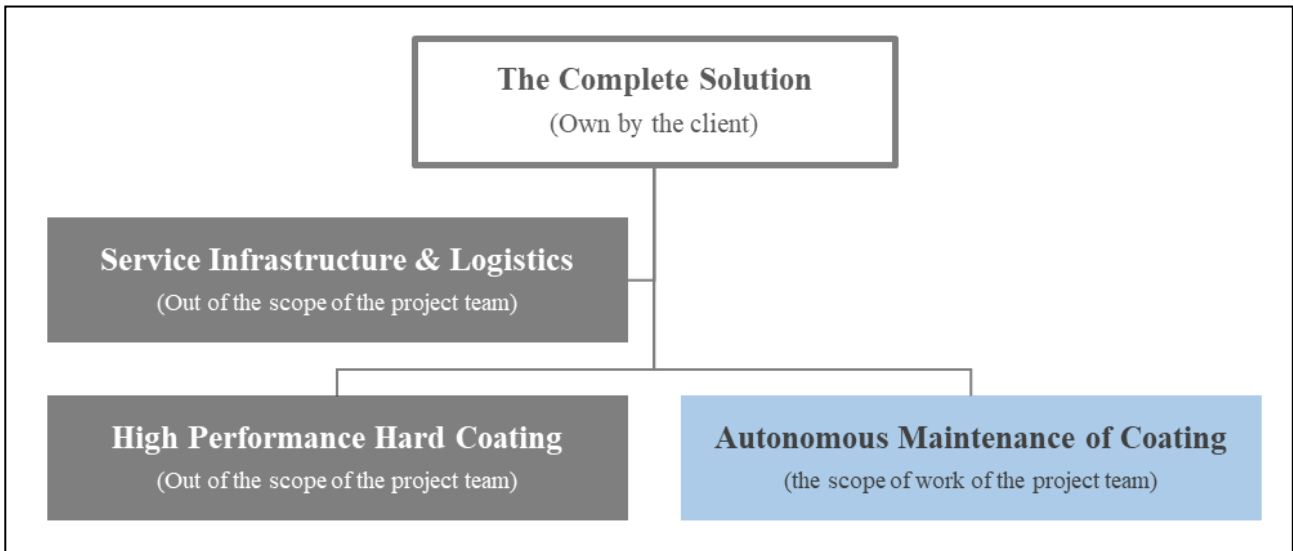 The Complete Solution
(Own by the client)
Service Infrastructure & Logistics
(Out of the scope of the project team)
High Performance Hard Coating
(Out of the scope of the project team)
Autonomous Maintenance of Coating
(the scope of work of the project team)